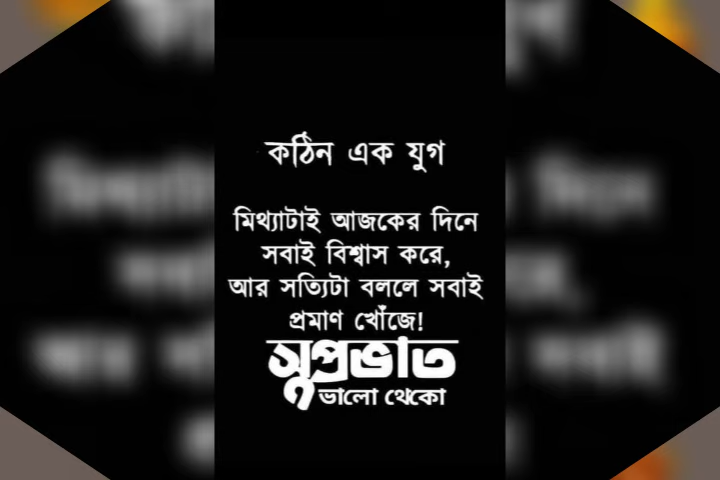 কঠিন এক যুগ
মিথ্যাটাই আজকের দিনে
সবাই বিশ্বাস করে,
আর সত্যিটা বললে সবাই
প্রমাণ খোঁজে!
সুপ্রভাত
ভালো থেকো